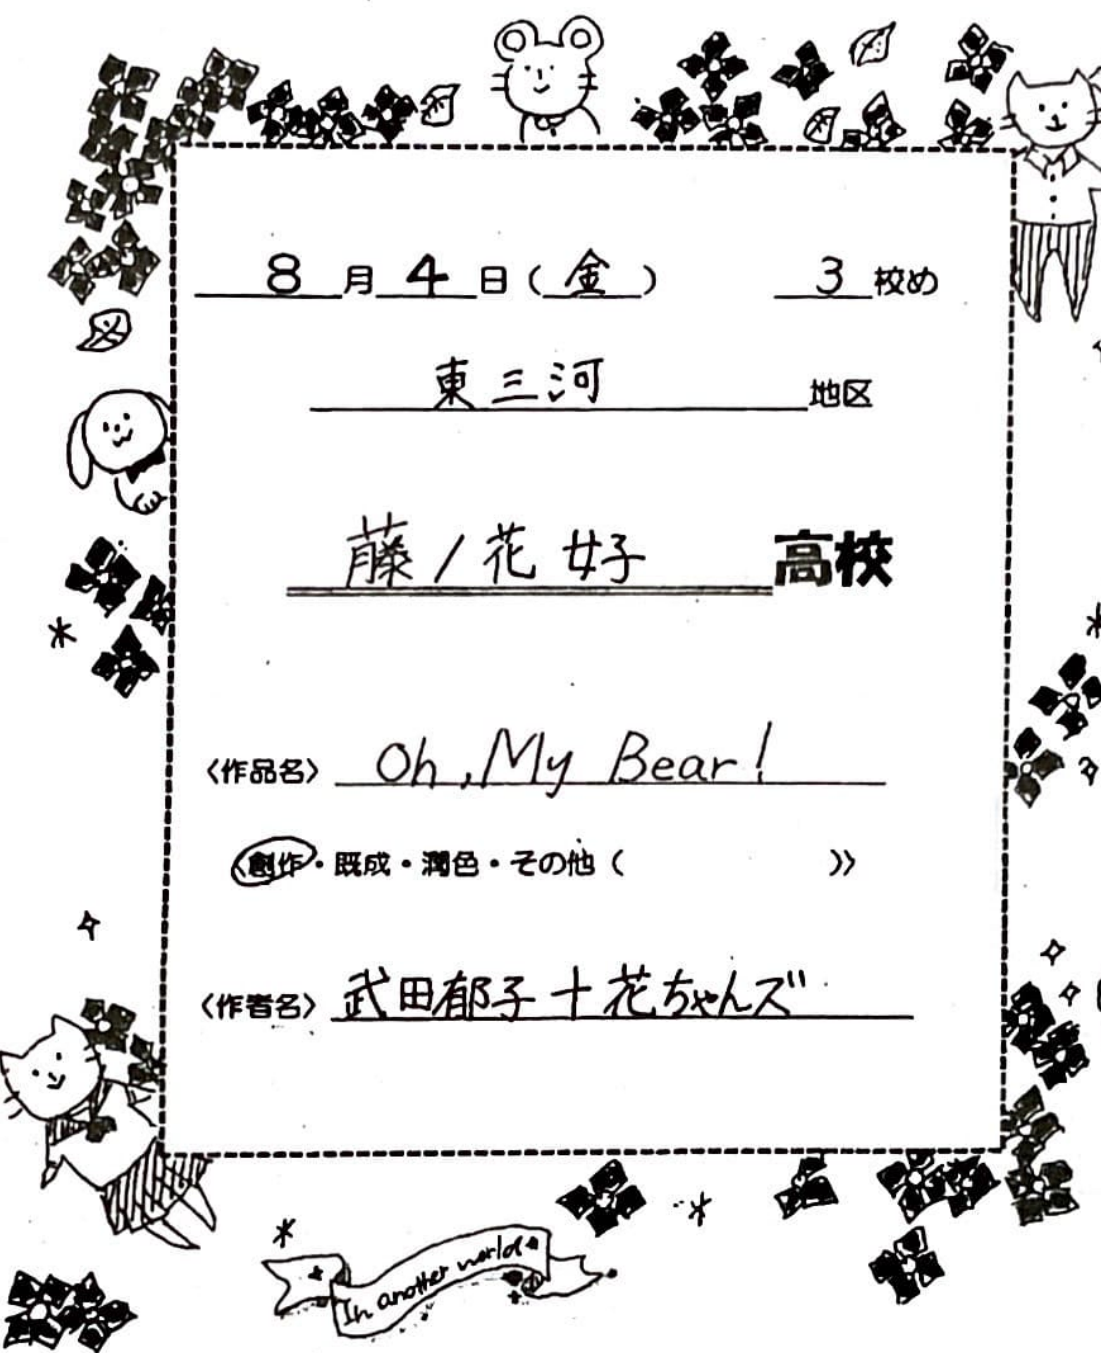 8月4日(金) 3校め
東三河 地区
藤ノ花女子 高校
〈作品名〉 Oh, My Bear!
〈創作・既成・潤色・その他( )〉
〈作者名〉 武田郁子十花ちゃんズ
In another world